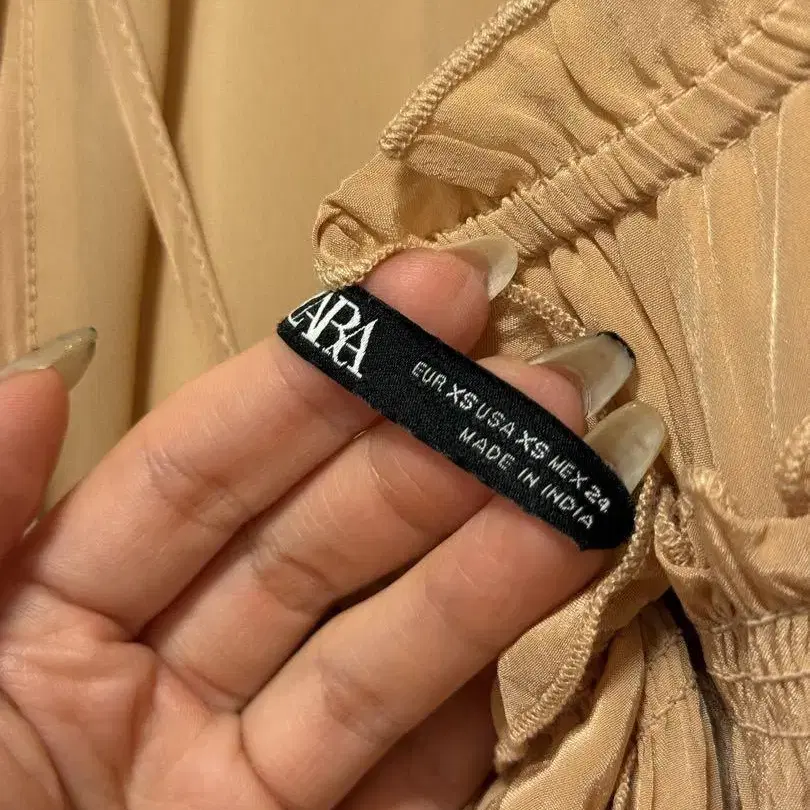 ZARA
EUR XS USA XS MEX 24
MADE IN INDIA